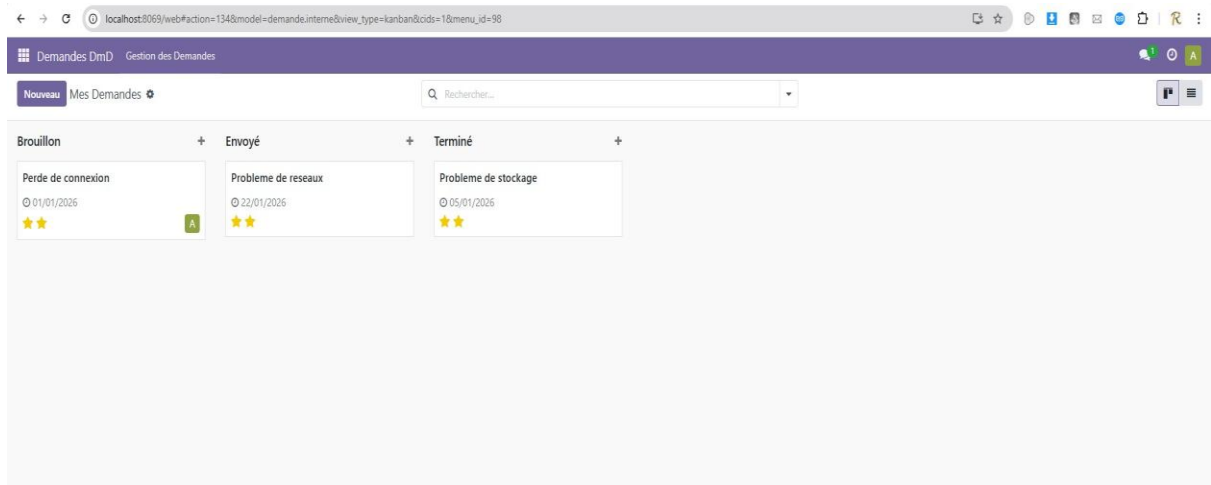 localhost:8069/web#action=134&model=demande.interne&view_type=kanban&cids=1&menu_id=98
Demandes DmD Gestion des Demandes 1 A
Nouveau Mes Demandes Rechercher...
Brouillon + Envoyé + Terminé +
Perde de connexion Probleme de reseaux Probleme de stockage
01/01/2026 22/01/2026 05/01/2026
A